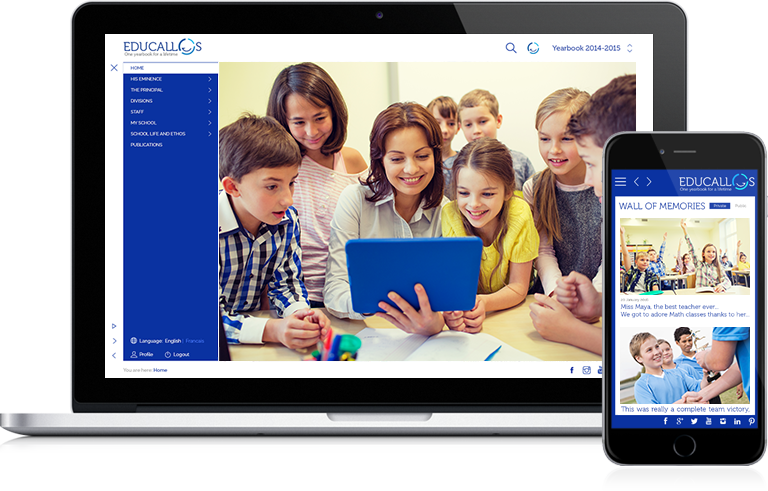 EDUCALLOS
One yearbook for a lifetime
Yearbook 2014-2015
HOME
HIS EMINENCE
THE PRINCIPAL
DIVISIONS
STAFF
MY SCHOOL
SCHOOL LIFE AND ETHOS
PUBLICATIONS
Language: English | Français
Profile Logout
You are here: Home
EDUCALLOS
One yearbook for a lifetime
WALL OF MEMORIES Private Public
Miss Maya, the best teacher ever...
We got to adore Math classes thanks to her...
This was really a complete team victory.